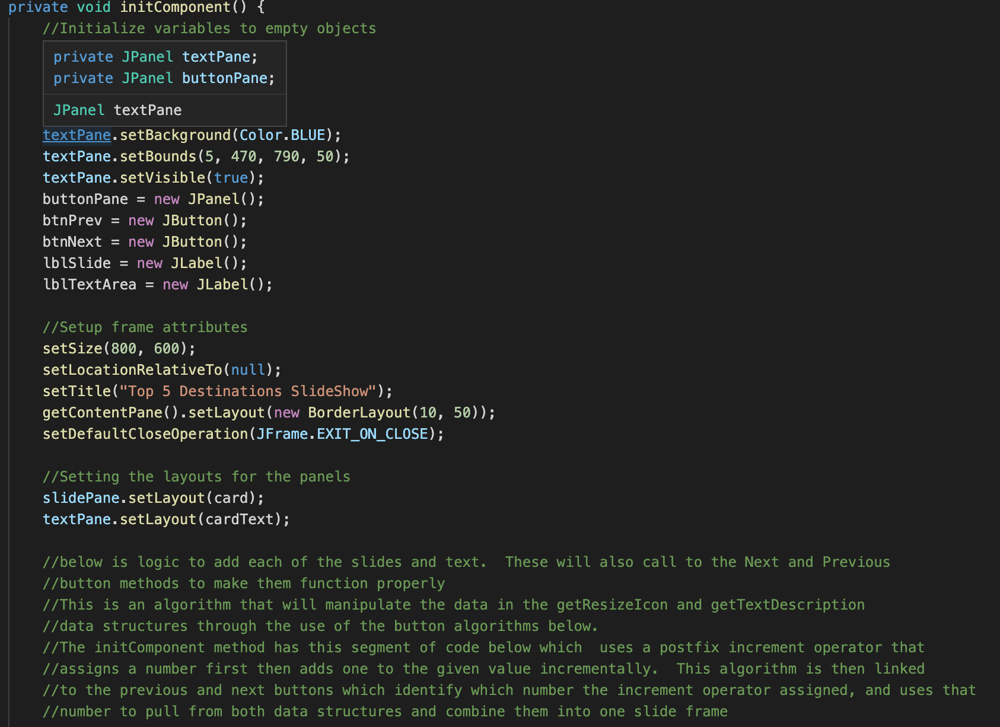 private void initComponent() {
//Initialize variables to empty objects
private JPanel textPane;
private JPanel buttonPane;
JPanel textPane
textPane.setBackground(Color.BLUE);
textPane.setBounds(5, 470, 790, 50);
textPane.setVisible(true);
buttonPane = new JPanel();
btnPrev = new JButton();
btnNext = new JButton();
lblSlide = new JLabel();
lblTextArea = new JLabel();
//Setup frame attributes
setSize(800, 600);
setLocationRelativeTo(null);
setTitle("Top 5 Destinations SlideShow");
getContentPane().setLayout(new BorderLayout(10, 50));
setDefaultCloseOperation(JFrame.EXIT_ON_CLOSE);
//Setting the layouts for the panels
slidePane.setLayout(card);
textPane.setLayout(cardText);
//below is logic to add each of the slides and text.  These will also call to the Next and Previous
//button methods to make them function properly
//This is an algorithm that will manipulate the data in the getResizeIcon and getTextDescription
//data structures through the use of the button algorithms below.
//The initComponent method has this segment of code below which  uses a postfix increment operator that
//assigns a number first then adds one to the given value incrementally.  This algorithm is then linked
//to the previous and next buttons which identify which number the increment operator assigned, and uses that
//number to pull from both data structures and combine them into one slide frame